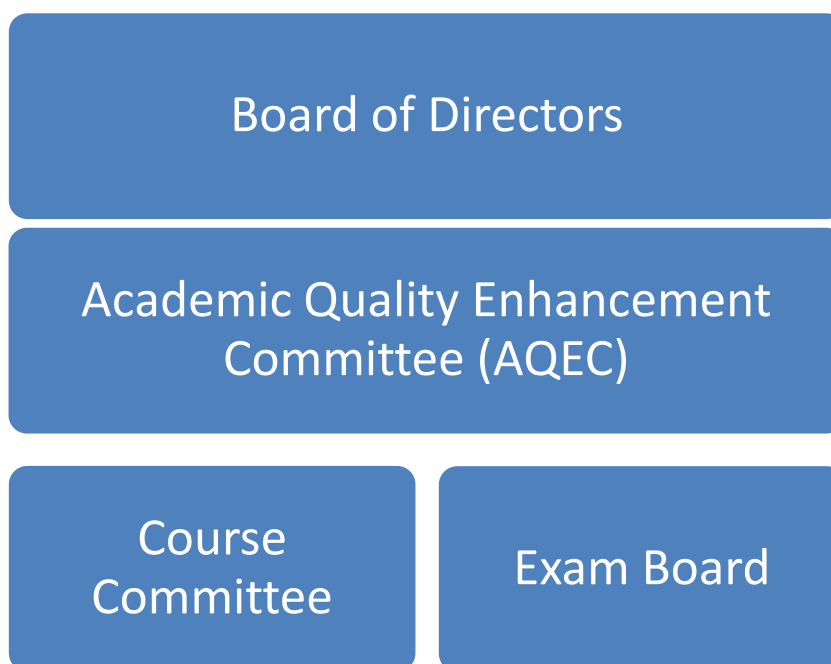 Board of Directors
Academic Quality Enhancement
Committee (AQEC)
Course
Committee
Exam Board